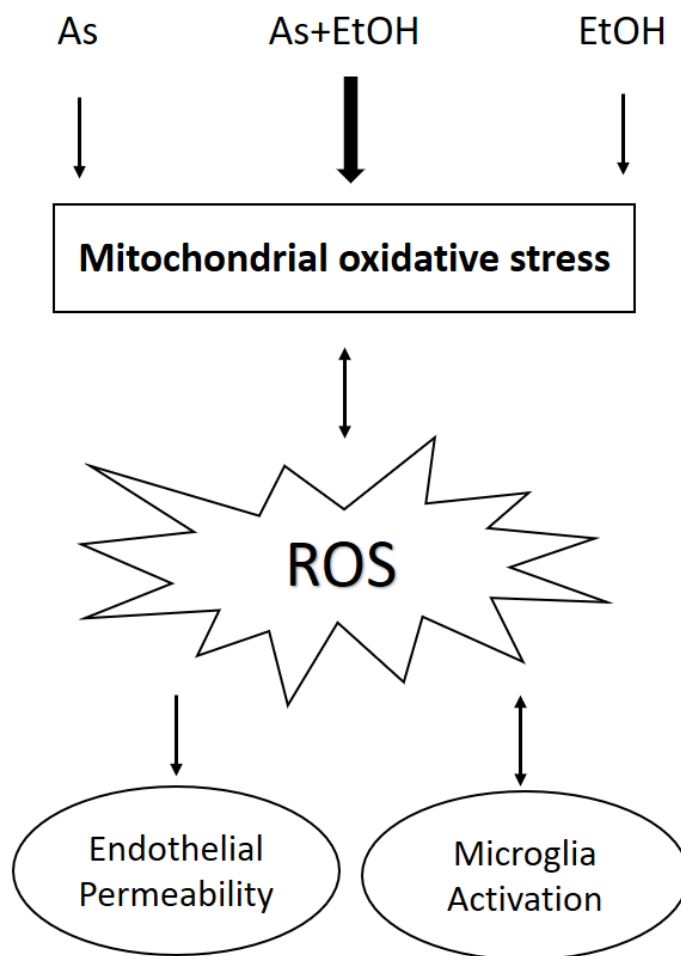 As
As+EtOH
EtOH
Mitochondrial oxidative stress
ROS
Endothelial
Permeability
Microglia
Activation